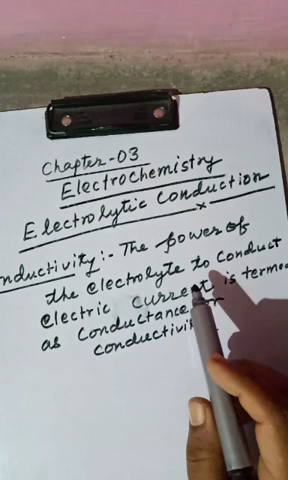 Chapter-03
Electrochemistry
Electrolytic Conduction
nductivity:- The power of
the electrolyte to conduct
electric current is termed
as conductance or
conductivity